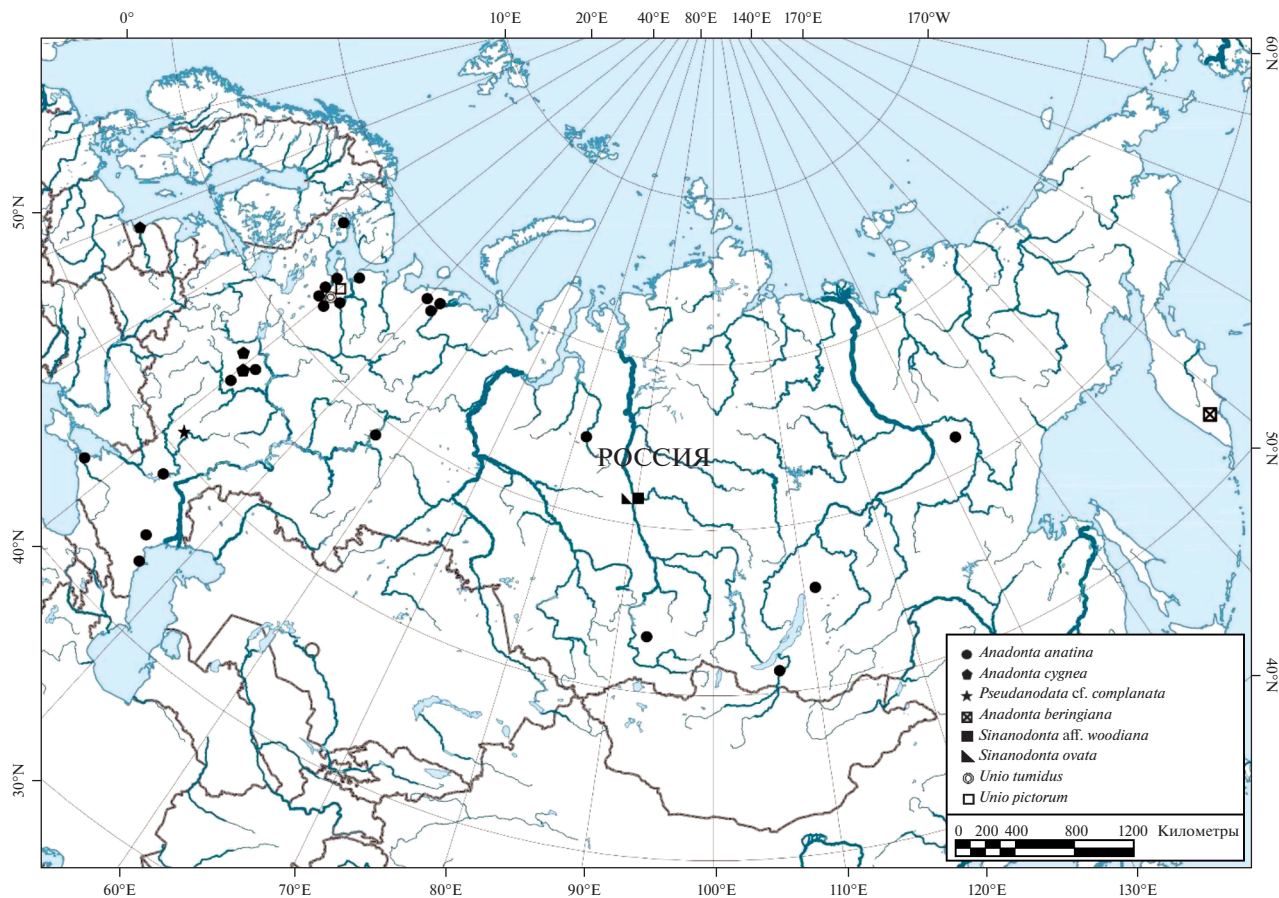 0° 10°E 20°E 40°E 80°E 140°E 170°E 170°W
60°N
50°N
40°N
30°N
РОССИЯ
50°N
40°N
Anadonta anatina
Anadonta cygnea
Pseudanodata cf. complanata
Anadonta beringiana
Sinanodonta aff. woodiana
Sinanodonta ovata
Unio tumidus
Unio pictorum
0 200 400 800 1200 Километры
60°E 70°E 80°E 90°E 100°E 110°E 120°E 130°E